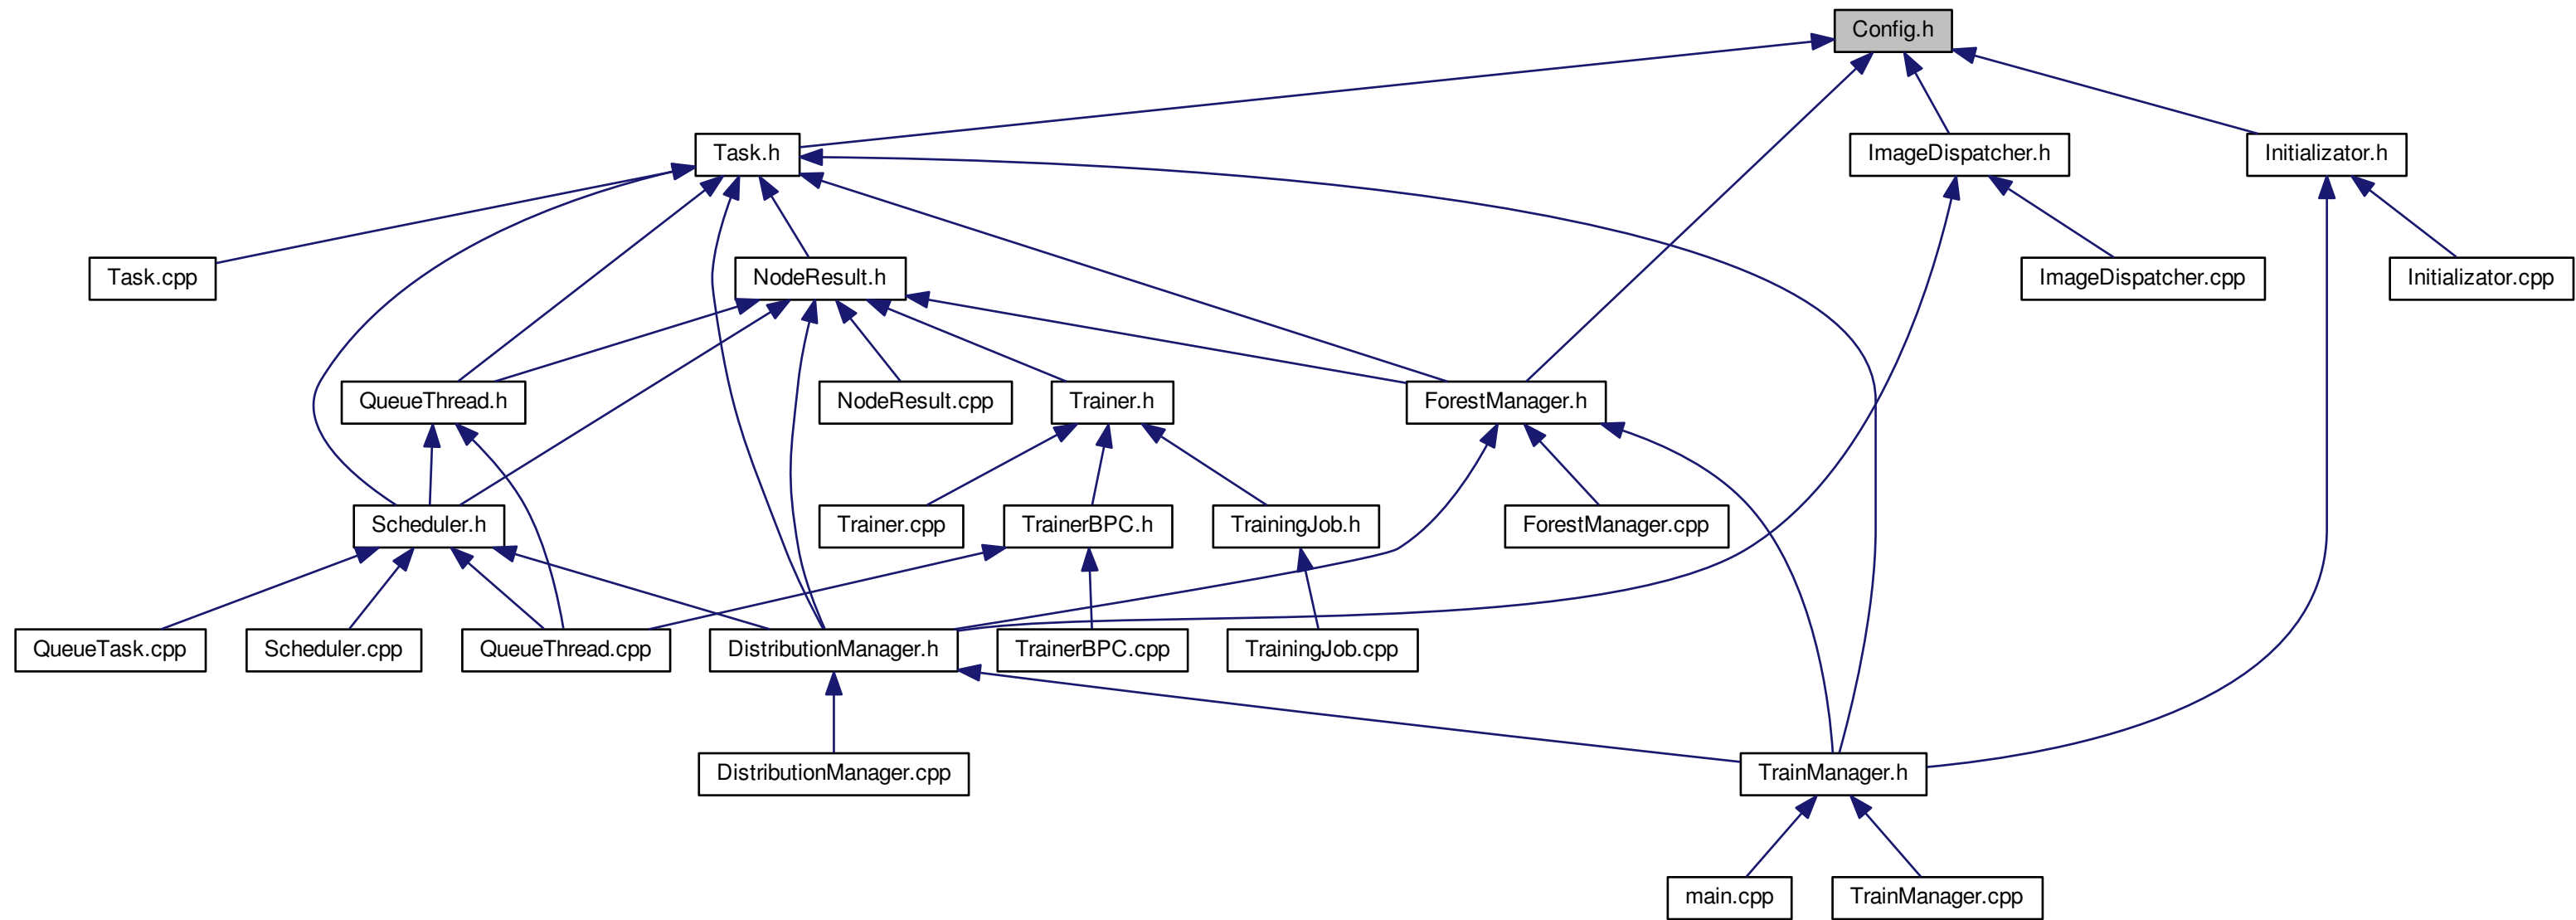 Config.h
Task.h
ImageDispatcher.h
Initializator.h
Task.cpp
NodeResult.h
ImageDispatcher.cpp
Initializator.cpp
QueueThread.h
NodeResult.cpp
Trainer.h
ForestManager.h
Scheduler.h
Trainer.cpp
TrainerBPC.h
TrainingJob.h
ForestManager.cpp
QueueTask.cpp
Scheduler.cpp
QueueThread.cpp
DistributionManager.h
TrainerBPC.cpp
TrainingJob.cpp
DistributionManager.cpp
TrainManager.h
main.cpp
TrainManager.cpp